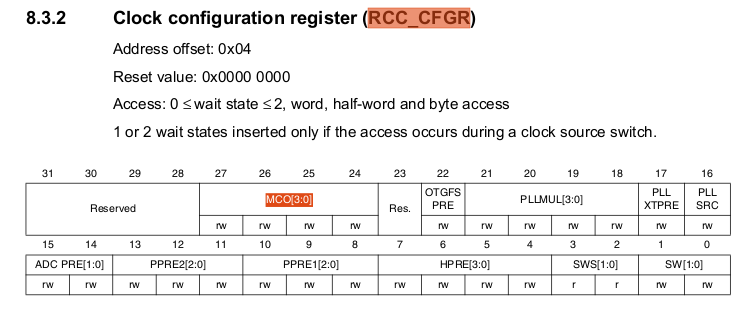 8.3.2 Clock configuration register (RCC_CFGR)
Address offset: 0x04
Reset value: 0x0000 0000
Access: 0 ≤ wait state ≤ 2, word, half-word and byte access
1 or 2 wait states inserted only if the access occurs during a clock source switch.
31 30 29 28 27 26 25 24 23 22 21 20 19 18 17 16
Reserved MCO[3:0] Res. OTGFS PRE PLLMUL[3:0] PLL XTPRE PLL SRC
rw rw rw rw rw rw rw rw rw rw rw
15 14 13 12 11 10 9 8 7 6 5 4 3 2 1 0
ADC PRE[1:0] PPRE2[2:0] PPRE1[2:0] HPRE[3:0] SWS[1:0] SW[1:0]
rw rw rw rw rw rw rw rw rw rw rw rw r r rw rw